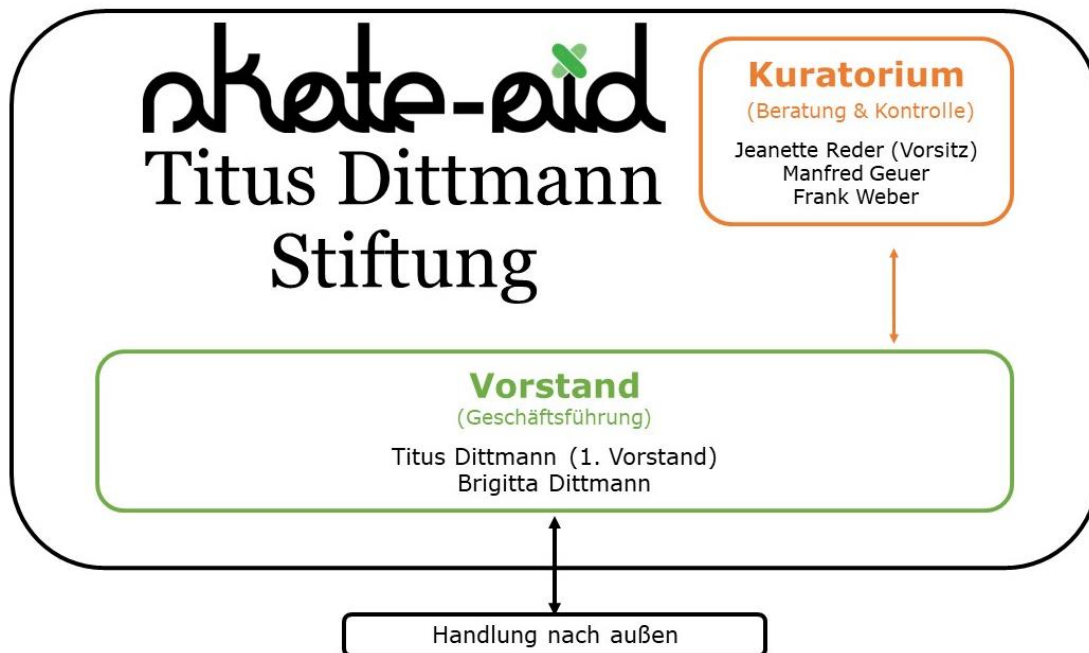 skate-aid
Titus Dittmann
Stiftung
Kuratorium
(Beratung & Kontrolle)
Jeanette Reder (Vorsitz)
Manfred Geuer
Frank Weber
Vorstand
(Geschäftsführung)
Titus Dittmann (1. Vorstand)
Brigitta Dittmann
Handlung nach außen